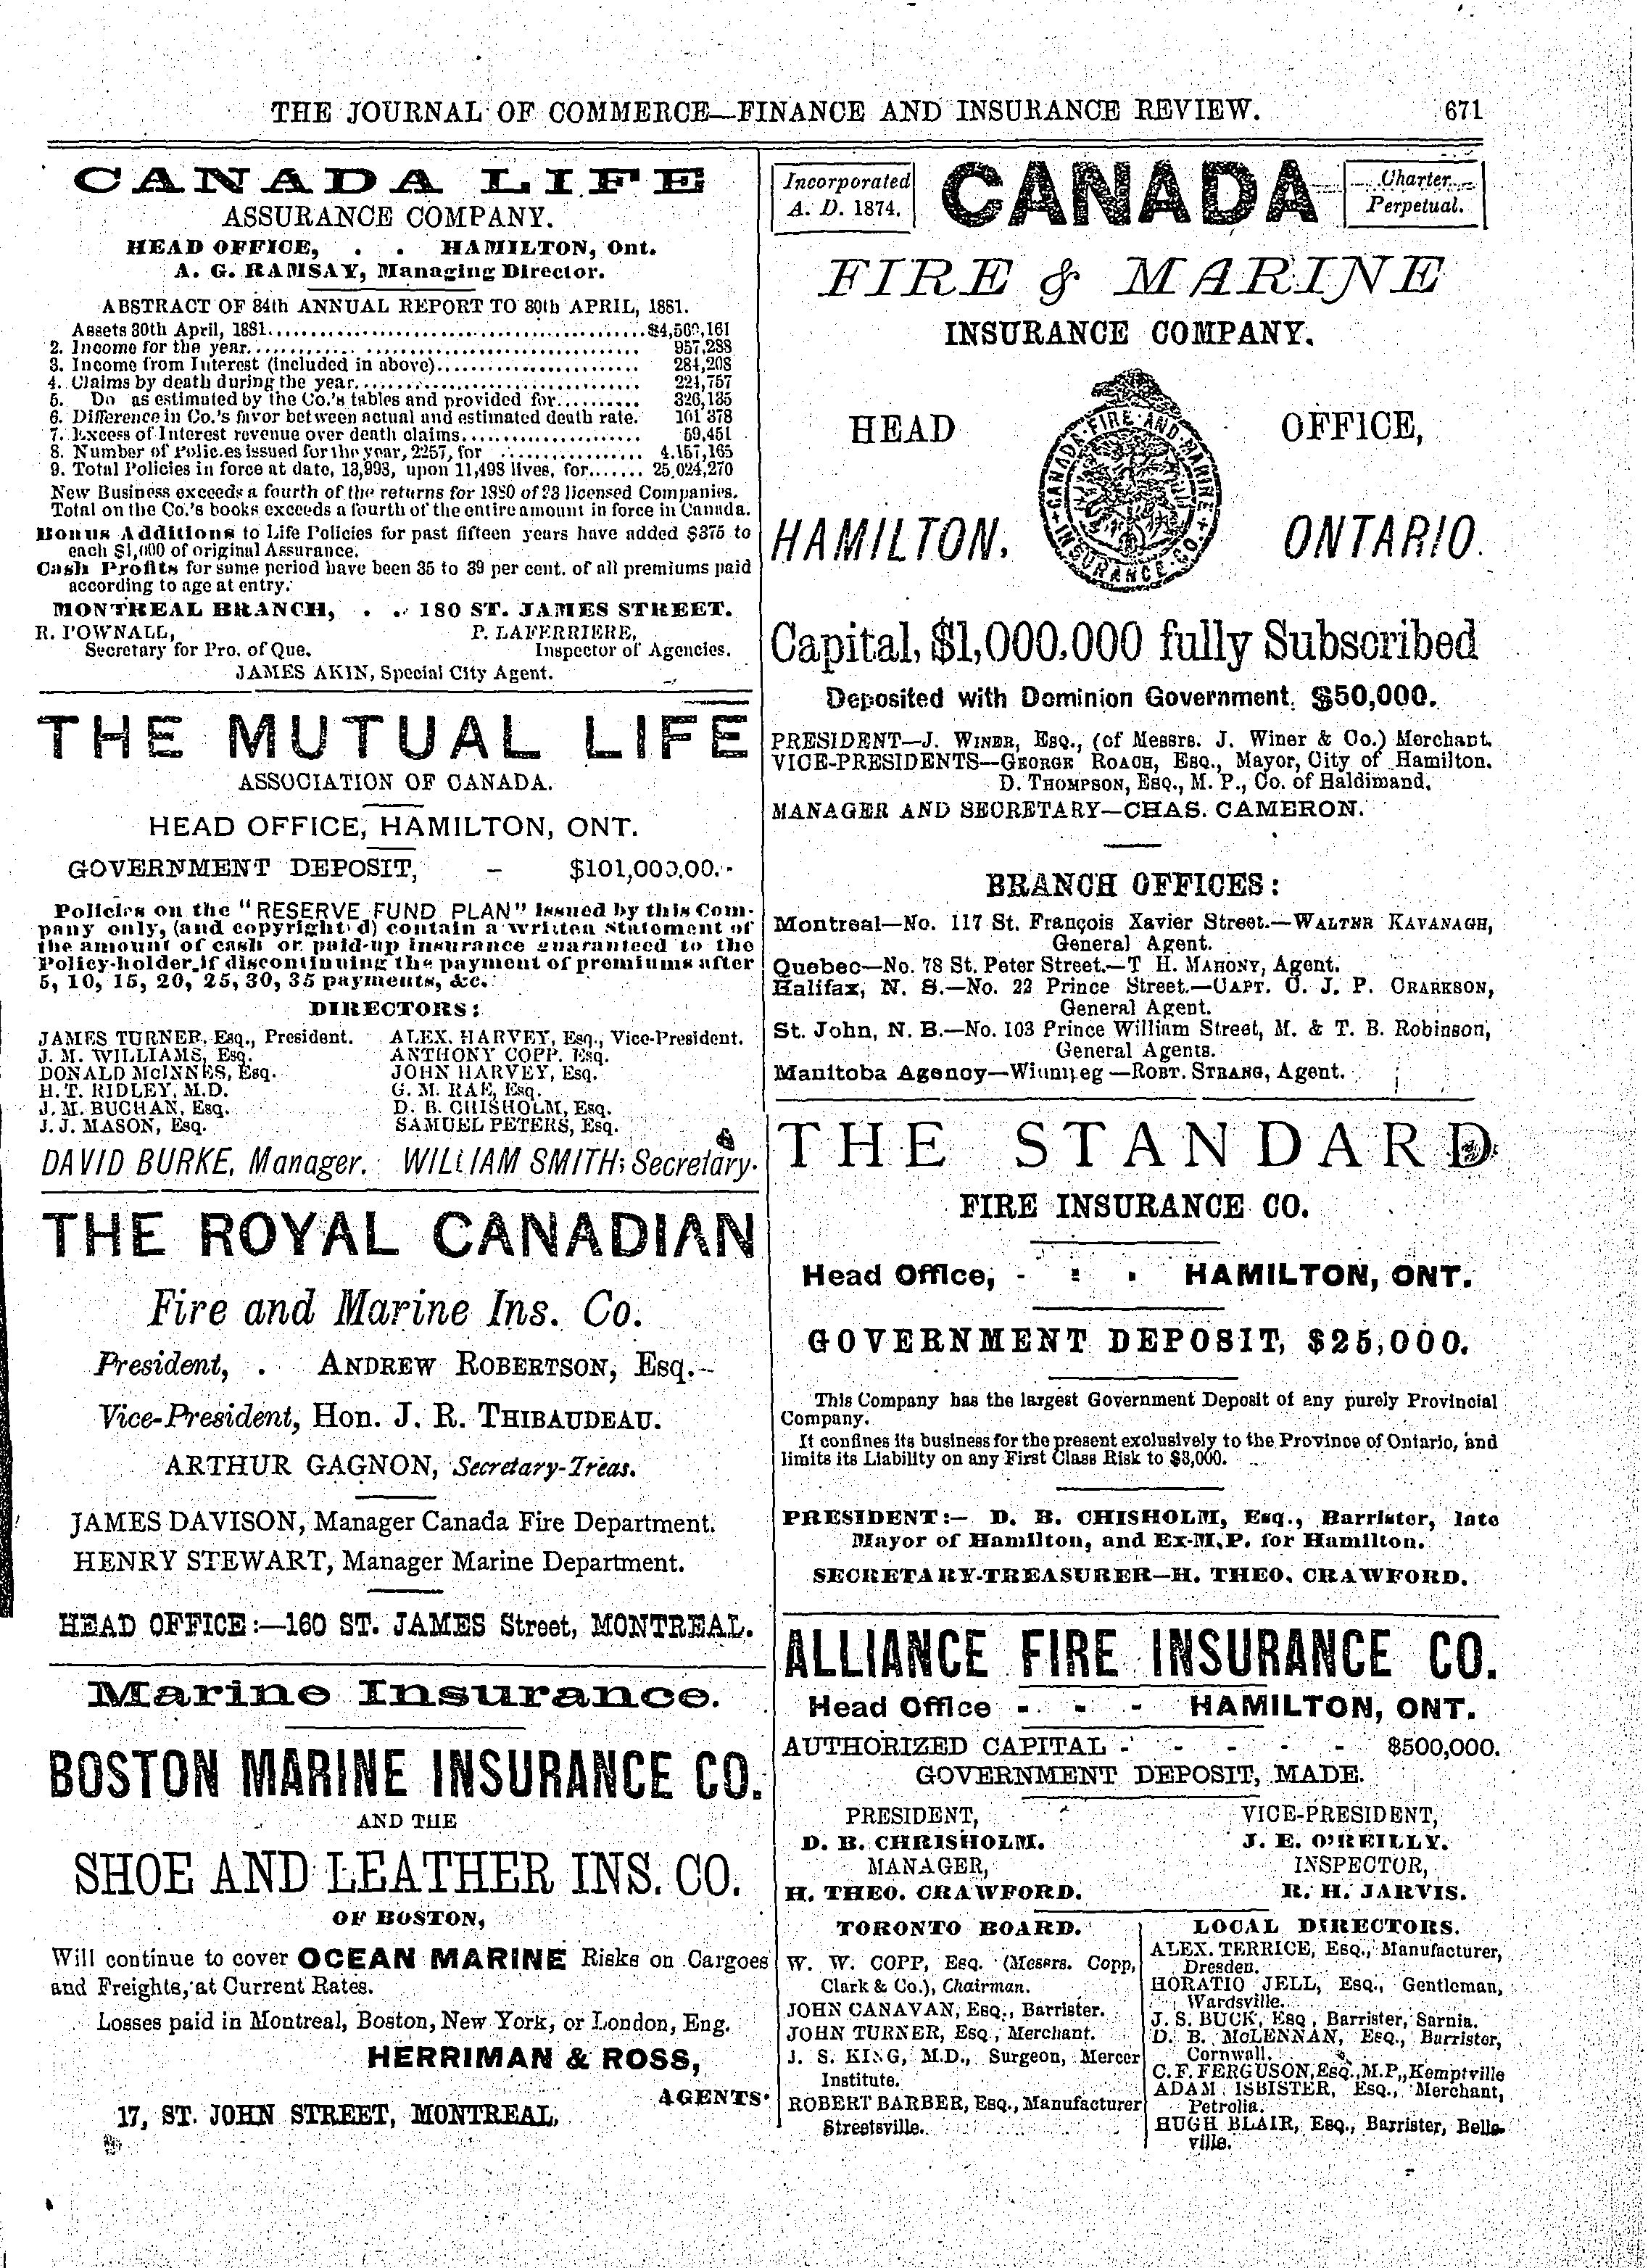 THE JOURNAL OF COMMERCE—FINANCE AND INSURANCE REVIEW. 671
CANADA LIFE
ASSURANCE COMPANY.
HEAD OFFICE, . . HAMILTON, Ont.
A. G. RAMSAY, Managing Director.
ABSTRACT OF 34th ANNUAL REPORT TO 30th APRIL, 1881.
Assets 30th April, 1881
2. Income for the year 957,288
3. Income from Interest (included in above) 284,208
4. Claims by death during the year 224,757
5. Do as estimated by the Co.'s tables and provided for 326,135
6. Difference in Co.'s favor between actual and estimated death rate. 101 378
7. Excess of Interest revenue over death claims 59,451
8. Number of Polic.es issued for the year, 2257, for 4.157,165
9. Total Policies in force at date, 13,993, upon 11,498 lives, for 25,024,270
New Business exceeds a fourth of the returns for 1880 of 23 licensed Companies.
Total on the Co.'s books exceeds a fourth of the entire amount in force in Canada.
Bonus Additions to Life Policies for past fifteen years have added $375 to
each $1,000 of original Assurance.
Cash Profits for same period have been 35 to 39 per cent. of all premiums paid
according to age at entry.
MONTREAL BRANCH, . . 180 ST. JAMES STREET.
R. POWNALL, P. LAFERRIERE,
Secretary for Pro. of Que. Inspector of Agencies.
JAMES AKIN, Special City Agent.
THE MUTUAL LIFE
ASSOCIATION OF CANADA.
HEAD OFFICE, HAMILTON, ONT.
GOVERNMENT DEPOSIT, - $101,000.00.
Policies on the "RESERVE FUND PLAN" issued by this Com-
pany only, (and copyright d) contain a written statement of
the amount of cash or paid-up insurance guaranteed to the
Policy-holder if discontinuing the payment of premiums after
5, 10, 15, 20, 25, 30, 35 payments, &c.
DIRECTORS:
JAMES TURNER, Esq., President. ALEX. HARVEY, Esq., Vice-President.
J. M. WILLIAMS, Esq. ANTHONY COPP, Esq.
DONALD McINNES, Esq. JOHN HARVEY, Esq.
H. T. RIDLEY, M.D. G. M. RAE, Esq.
J. M. BUCHAN, Esq. D. B. CHISHOLM, Esq.
J. J. MASON, Esq. SAMUEL PETERS, Esq.
DAVID BURKE, Manager. WILLIAM SMITH, Secretary.
THE ROYAL CANADIAN
Fire and Marine Ins. Co.
President, . ANDREW ROBERTSON, Esq.
Vice-President, Hon. J. R. THIBAUDEAU.
ARTHUR GAGNON, Secretary-Treas.
JAMES DAVISON, Manager Canada Fire Department.
HENRY STEWART, Manager Marine Department.
HEAD OFFICE:—160 ST. JAMES Street, MONTREAL.
Marine Insurance.
BOSTON MARINE INSURANCE CO.
AND THE
SHOE AND LEATHER INS. CO.
OF BOSTON,
Will continue to cover OCEAN MARINE Risks on Cargoes
and Freights, at Current Rates.
Losses paid in Montreal, Boston, New York, or London, Eng.
HERRIMAN & ROSS,
AGENTS.
17, ST. JOHN STREET, MONTREAL,
Incorporated
A. D. 1874.
CANADA
Charter
Perpetual.
FIRE & MARINE
INSURANCE COMPANY.
HEAD OFFICE,
CANADA FIRE AND MARINE INSURANCE CO.
HAMILTON, ONTARIO.
Capital, $1,000.000 fully Subscribed
Deposited with Dominion Government, $50,000.
PRESIDENT—J. WINER, ESQ., (of Messrs. J. Winer & Co.) Merchant.
VICE-PRESIDENTS—GEORGE ROACH, ESQ., Mayor, City of Hamilton.
D. THOMPSON, ESQ., M. P., Co. of Haldimand.
MANAGER AND SECRETARY—CHAS. CAMERON.
BRANCH OFFICES:
Montreal—No. 117 St. François Xavier Street.—WALTER KAVANAGH,
General Agent.
Quebec—No. 78 St. Peter Street.—T H. MAHONY, Agent.
Halifax, N. S.—No. 22 Prince Street.—CAPT. C. J. P. CRARKSON,
General Agent.
St. John, N. B.—No. 103 Prince William Street, M. & T. B. Robinson,
General Agents.
Manitoba Agency—Winnipeg—ROBT. STRANG, Agent.
THE STANDARD
FIRE INSURANCE CO.
Head Office, - : . HAMILTON, ONT.
GOVERNMENT DEPOSIT, $25,000.
This Company has the largest Government Deposit of any purely Provincial
Company.
It confines its business for the present exclusively to the Province of Ontario, and
limits its Liability on any First Class Risk to $3,000.
PRESIDENT:— D. B. CHISHOLM, Esq., Barrister, late
Mayor of Hamilton, and Ex-M.P. for Hamilton.
SECRETARY-TREASURER—H. THEO. CRAWFORD.
ALLIANCE FIRE INSURANCE CO.
Head Office - - - HAMILTON, ONT.
AUTHORIZED CAPITAL - - - - - $500,000.
GOVERNMENT DEPOSIT, MADE.
PRESIDENT, VICE-PRESIDENT,
D. B. CHRISHOLM. J. E. O'REILLY.
MANAGER, INSPECTOR,
H. THEO. CRAWFORD. R. H. JARVIS.
TORONTO BOARD.
W. W. COPP, ESQ. (Messrs. Copp,
Clark & Co.), Chairman.
JOHN CANAVAN, ESQ., Barrister.
JOHN TURNER, ESQ., Merchant.
J. S. KING, M.D., Surgeon, Mercer
Institute.
ROBERT BARBER, ESQ., Manufacturer
Streetsville.
LOCAL DIRECTORS.
ALEX. TERRICE, ESQ., Manufacturer,
Dresden.
HORATIO JELL, ESQ., Gentleman,
Wardsville.
J. S. BUCK, ESQ, Barrister, Sarnia.
D. B. McLENNAN, ESQ., Barrister,
Cornwall.
C. F. FERGUSON, ESQ., M.P., Kemptville
ADAM ISBISTER, ESQ., Merchant,
Petrolia.
HUGH BLAIR, ESQ., Barrister, Belle-
ville.